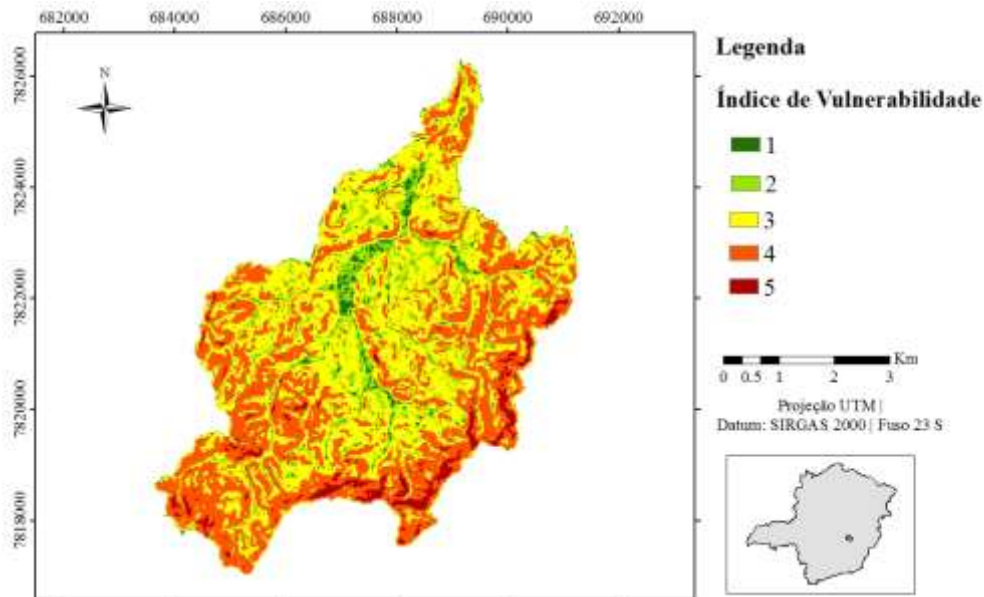 682000 684000 686000 688000 690000 692000
7826000
7824000
7822000
7820000
7818000
N
Legenda
Índice de Vulnerabilidade
1
2
3
4
5
Km
0 0.5 1 2 3
Projeção UTM |
Datum: SIRGAS 2000 | Fuso 23 S